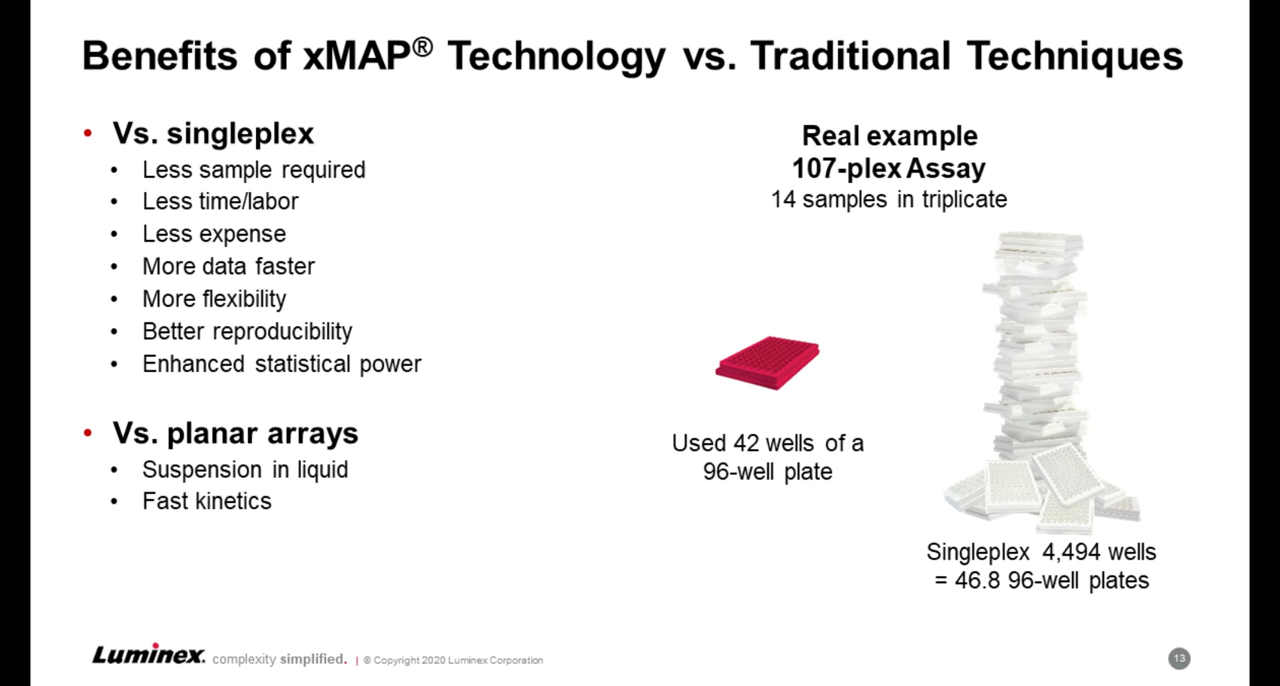 Benefits of xMAP® Technology vs. Traditional Techniques
• Vs. singleplex
• Less sample required
• Less time/labor
• Less expense
• More data faster
• More flexibility
• Better reproducibility
• Enhanced statistical power
• Vs. planar arrays
• Suspension in liquid
• Fast kinetics
Real example
107-plex Assay
14 samples in triplicate
Used 42 wells of a
96-well plate
Singleplex 4,494 wells
= 46.8 96-well plates
Luminex. complexity simplified. | © Copyright 2020 Luminex Corporation
13